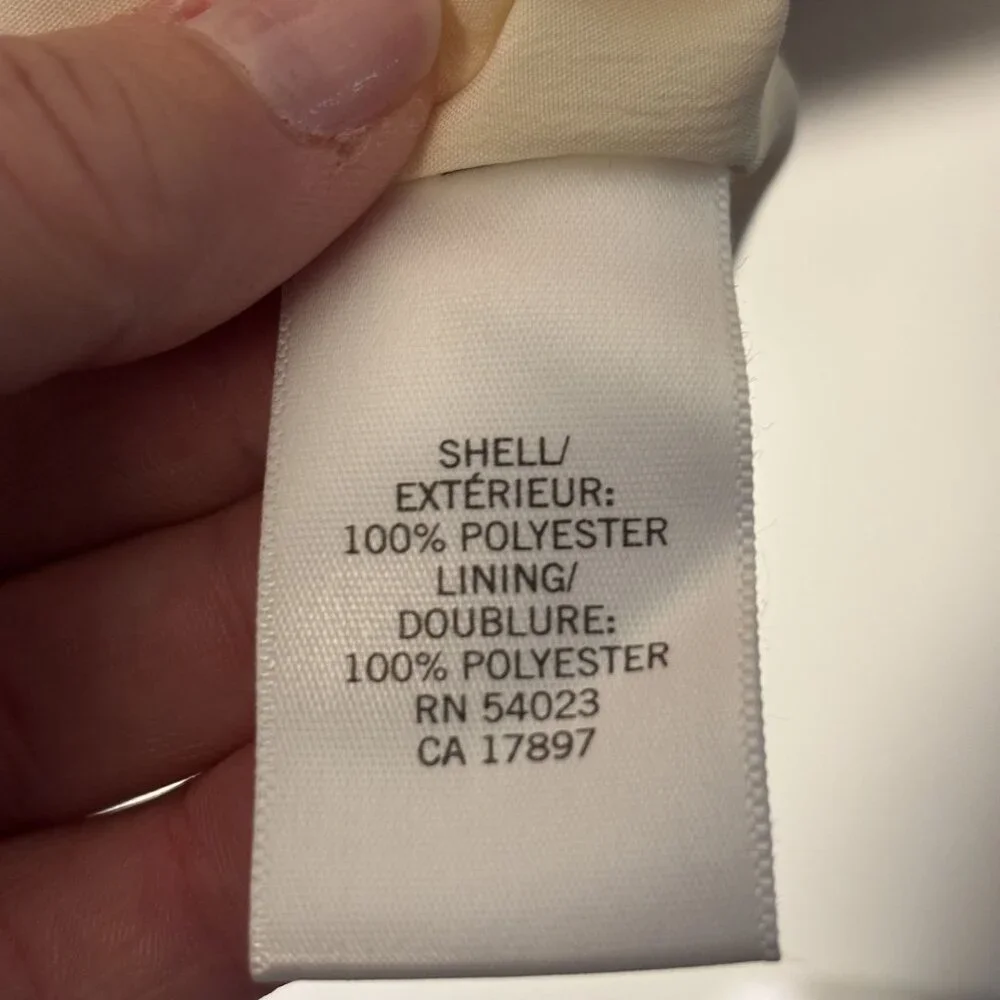 SHELL/
EXTÉRIEUR:
100% POLYESTER
LINING/
DOUBLURE:
100% POLYESTER
RN 54023
CA 17897